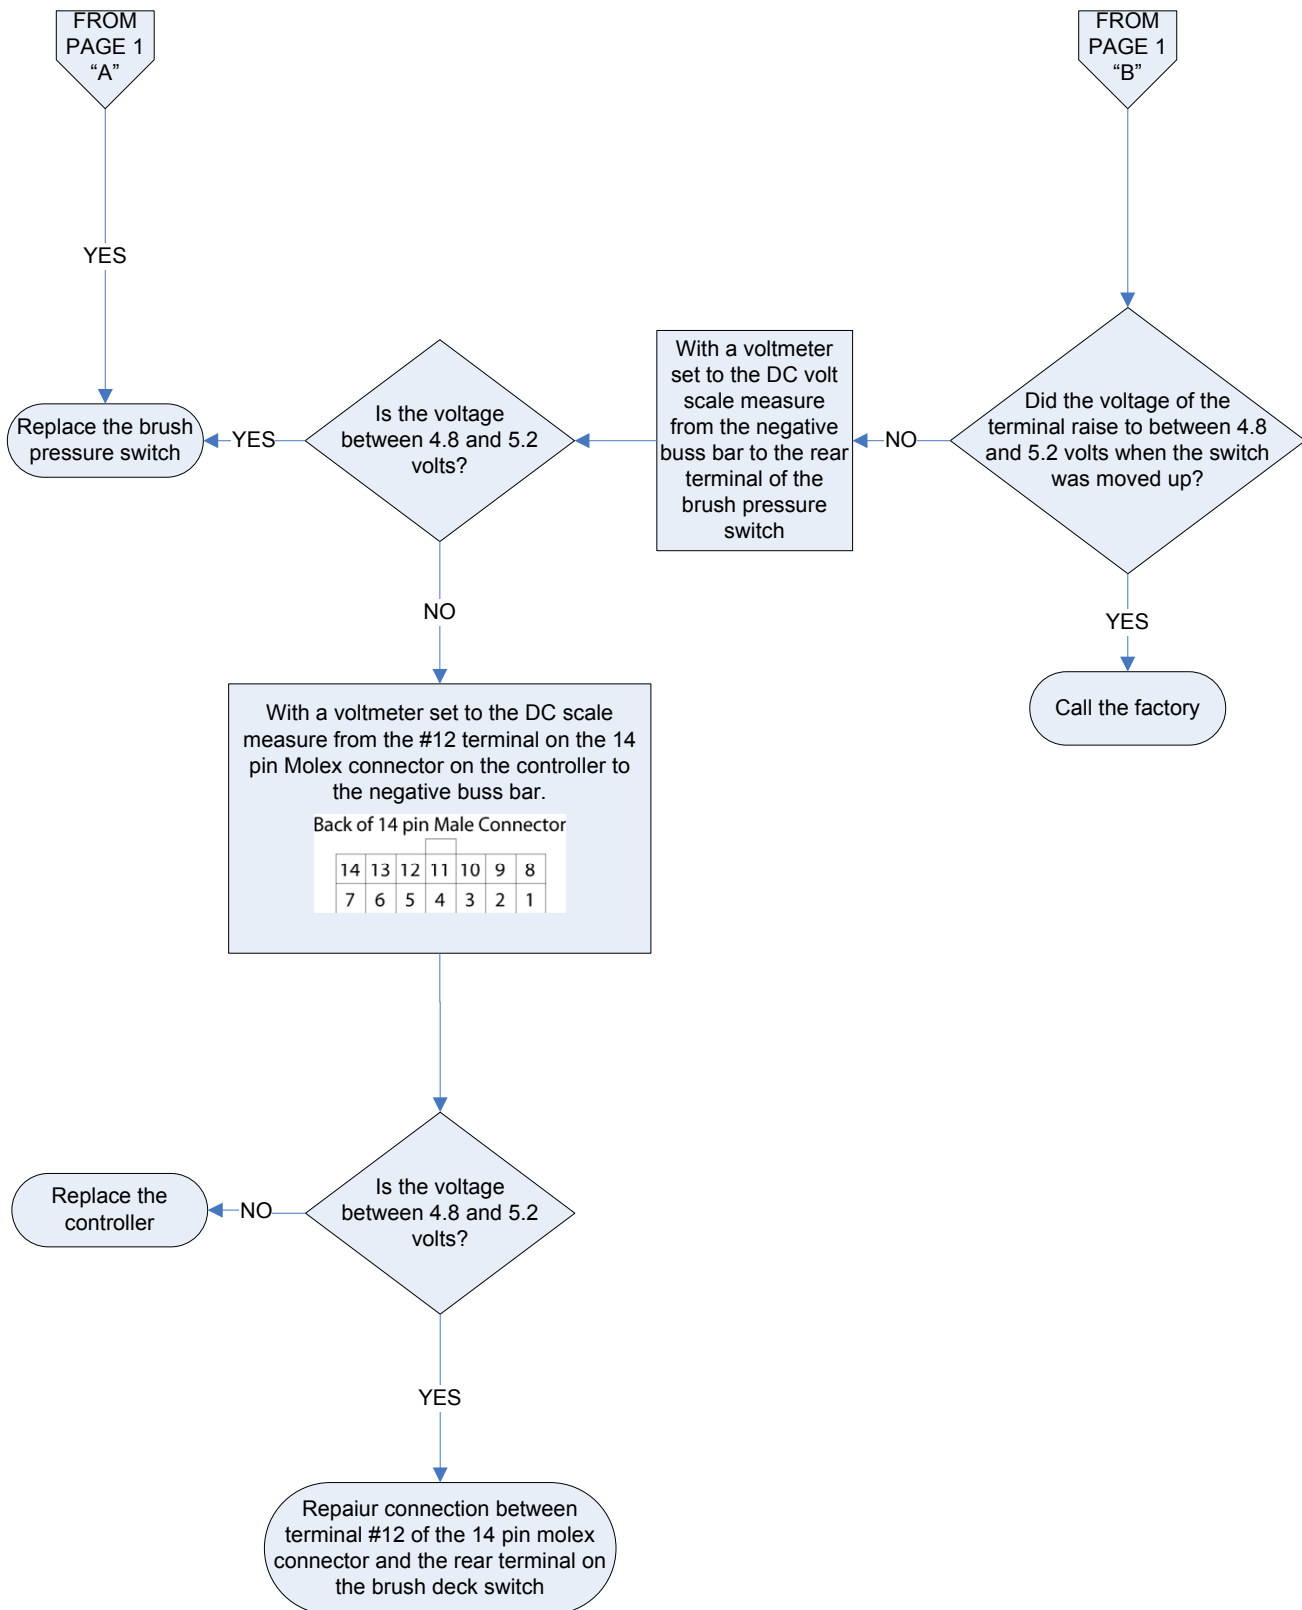 FROM
PAGE 1
“A”
FROM
PAGE 1
“B”
YES
Replace the brush
pressure switch
YES
Is the voltage
between 4.8 and 5.2
volts?
With a voltmeter
set to the DC volt
scale measure
from the negative
buss bar to the rear
terminal of the
brush pressure
switch
NO
Did the voltage of the
terminal raise to between 4.8
and 5.2 volts when the switch
was moved up?
NO
YES
Call the factory
With a voltmeter set to the DC scale
measure from the #12 terminal on the 14
pin Molex connector on the controller to
the negative buss bar.
Back of 14 pin Male Connector
14 13 12 11 10 9 8
7 6 5 4 3 2 1
Replace the
controller
NO
Is the voltage
between 4.8 and 5.2
volts?
YES
Repaiur connection between
terminal #12 of the 14 pin molex
connector and the rear terminal on
the brush deck switch